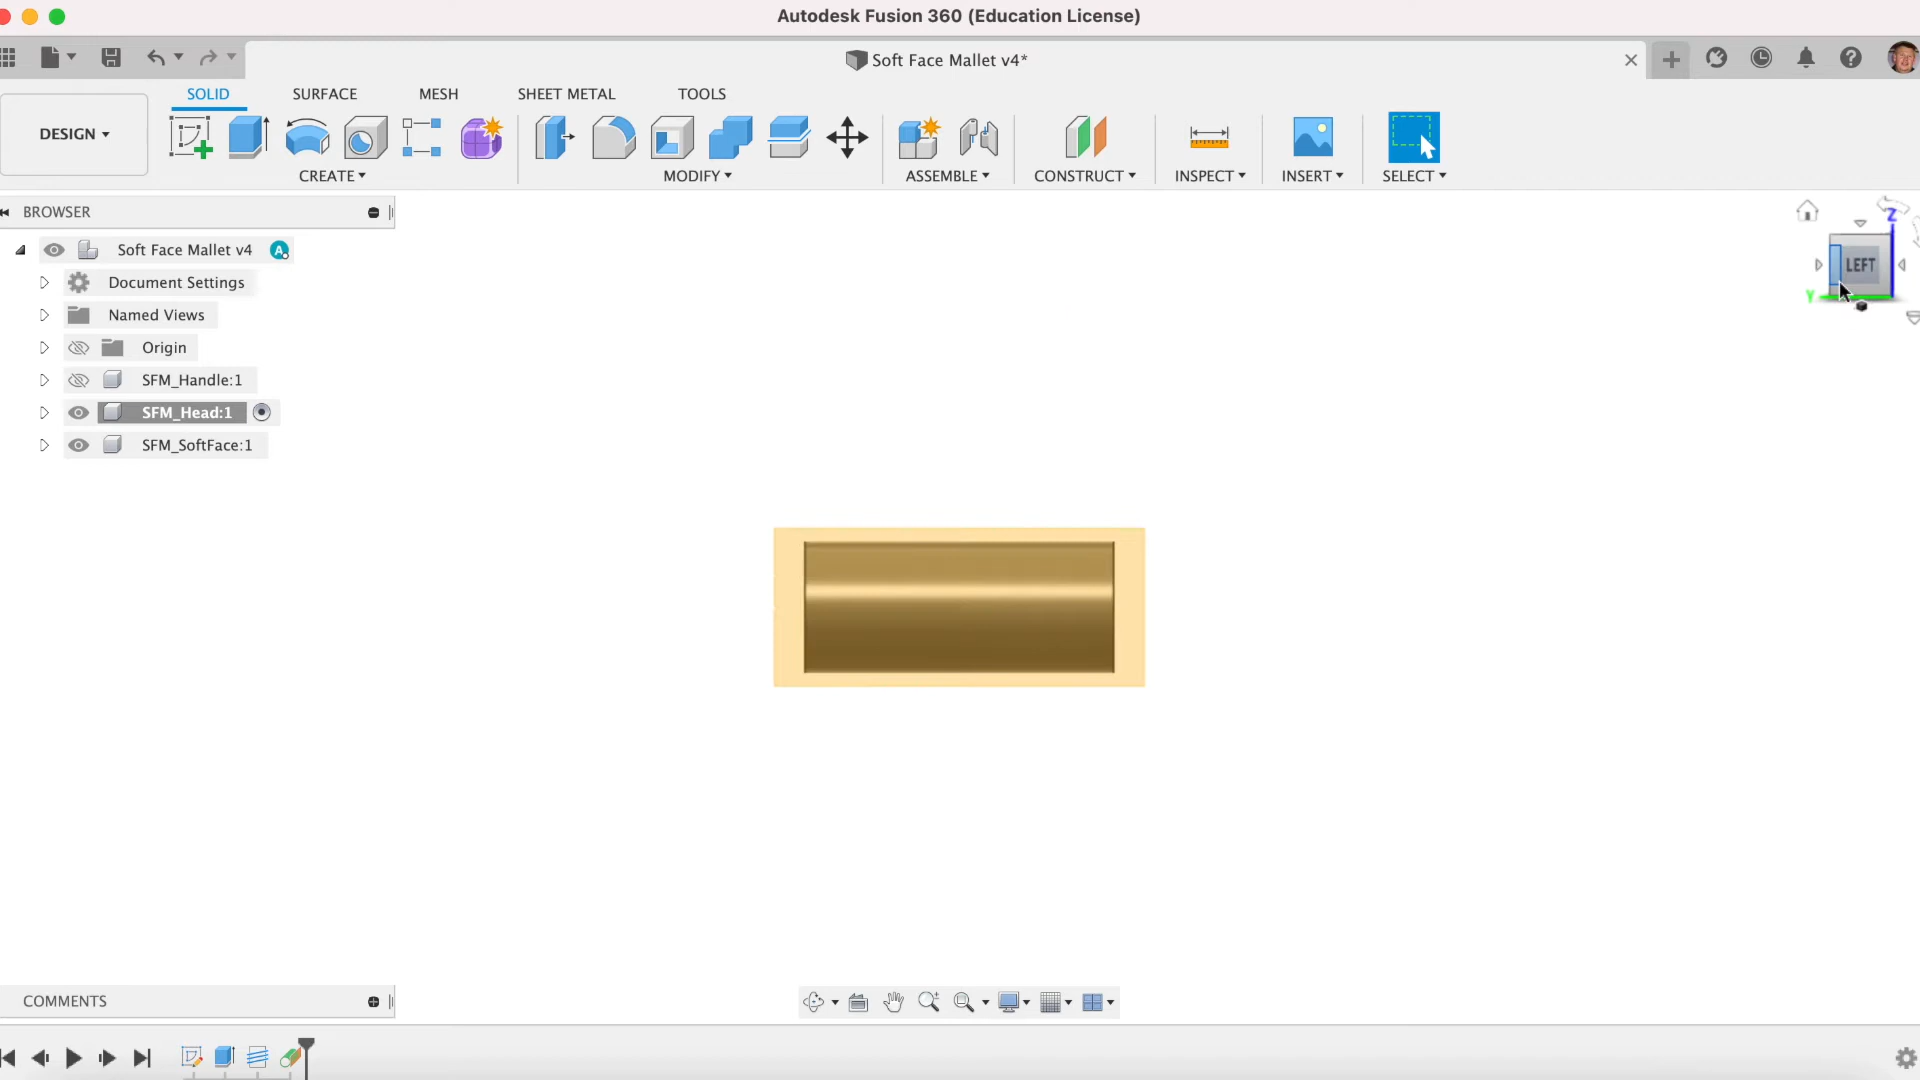 Autodesk Fusion 360 (Education License)
Soft Face Mallet v4*
SOLID
SURFACE
MESH
SHEET METAL
TOOLS
DESIGN
CREATE
MODIFY
ASSEMBLE
CONSTRUCT
INSPECT
INSERT
SELECT
BROWSER
Soft Face Mallet v4
A
Document Settings
Named Views
Origin
SFM_Handle:1
SFM_Head:1
SFM_SoftFace:1
Z
LEFT
Y
COMMENTS